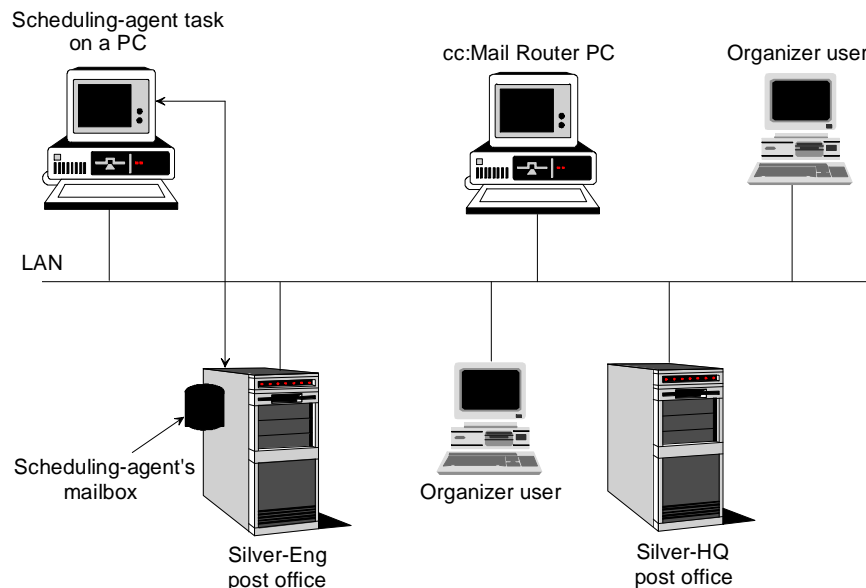 Scheduling-agent task
on a PC
cc:Mail Router PC
Organizer user
LAN
Scheduling-agent's
mailbox
Organizer user
Silver-Eng
post office
Silver-HQ
post office